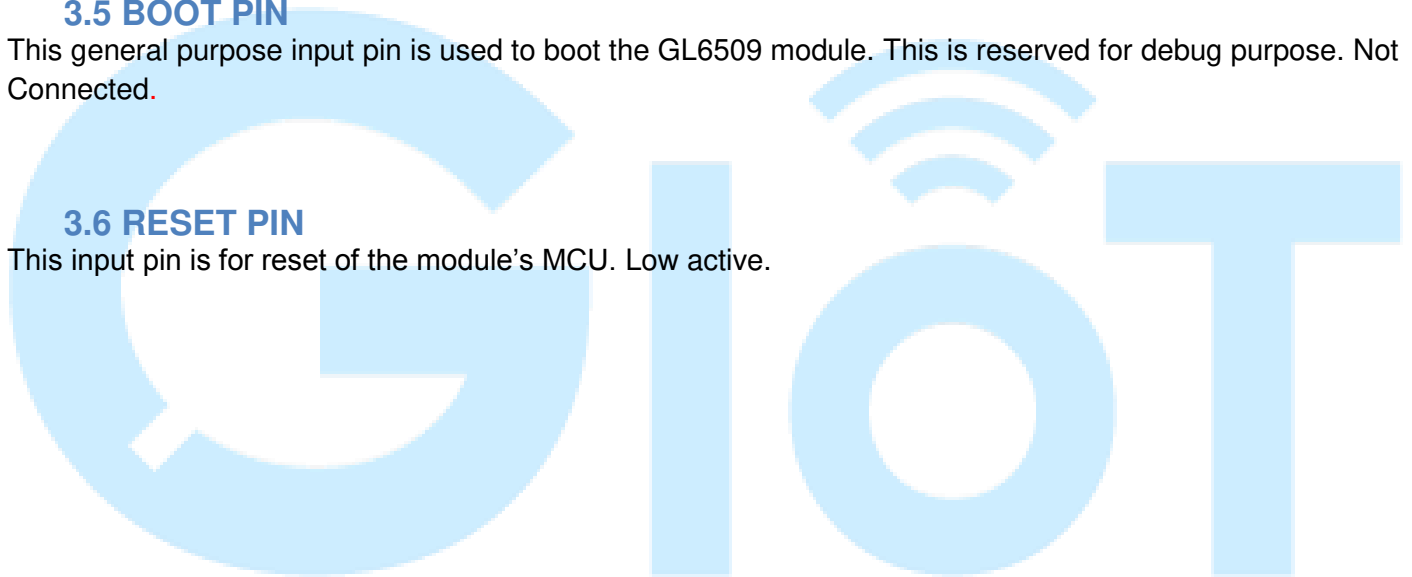 3.5 BOOT PIN
This general purpose input pin is used to boot the GL6509 module. This is reserved for debug purpose. Not
Connected.
3.6 RESET PIN
This input pin is for reset of the module’s MCU. Low active.
GIoT